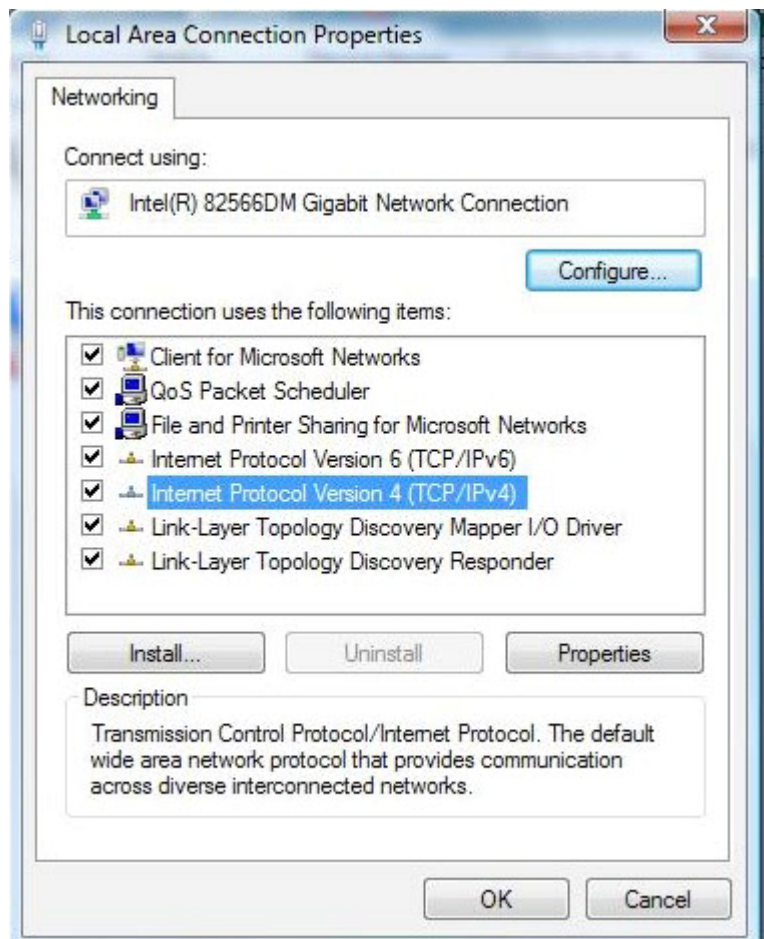 Local Area Connection Properties
Networking
Connect using:
Intel(R) 82566DM Gigabit Network Connection
Configure...
This connection uses the following items:
Client for Microsoft Networks
QoS Packet Scheduler
File and Printer Sharing for Microsoft Networks
Internet Protocol Version 6 (TCP/IPv6)
Internet Protocol Version 4 (TCP/IPv4)
Link-Layer Topology Discovery Mapper I/O Driver
Link-Layer Topology Discovery Responder
Install... Uninstall Properties
Description
Transmission Control Protocol/Internet Protocol. The default
wide area network protocol that provides communication
across diverse interconnected networks.
OK Cancel